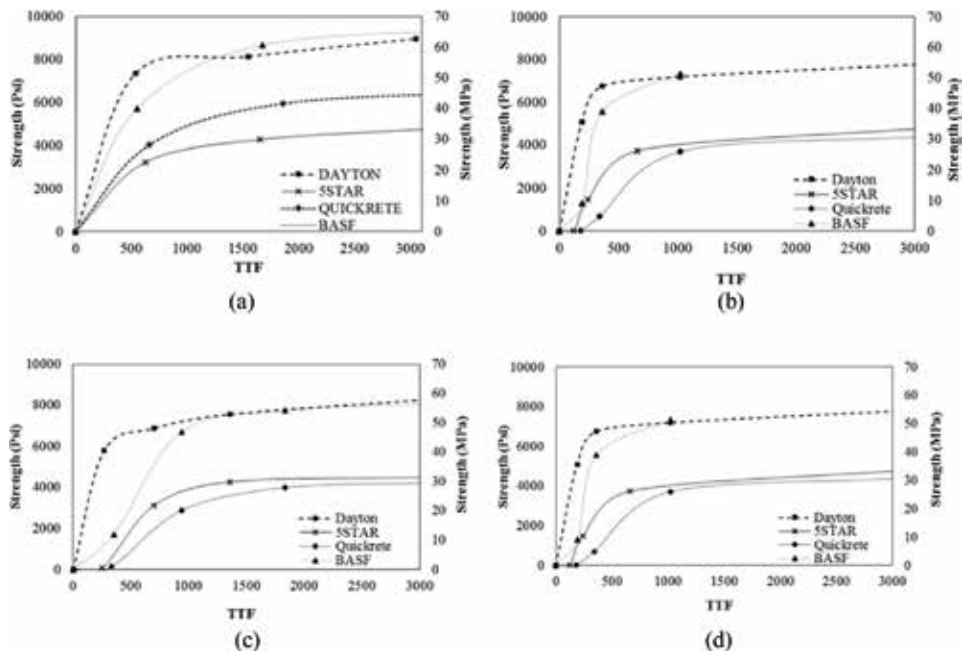 10000
8000
6000
4000
2000
0
Strength (Psi)
70
60
50
40
30
20
10
0
Strength (MPa)
DAYTON
5STAR
QUICKRETE
BASF
0 500 1000 1500 2000 2500 3000
TTF
(a)
10000
8000
6000
4000
2000
0
Strength (Psi)
70
60
50
40
30
20
10
0
Strength (MPa)
Dayton
5STAR
Quickrete
BASF
0 500 1000 1500 2000 2500 3000
TTF
(b)
10000
8000
6000
4000
2000
0
Strength (Psi)
70
60
50
40
30
20
10
0
Strength (MPa)
Dayton
5STAR
Quickrete
BASF
0 500 1000 1500 2000 2500 3000
TTF
(c)
10000
8000
6000
4000
2000
0
Strength (Psi)
70
60
50
40
30
20
10
0
Strength (MPa)
Dayton
5STAR
Quickrete
BASF
0 500 1000 1500 2000 2500 3000
TTF
(d)